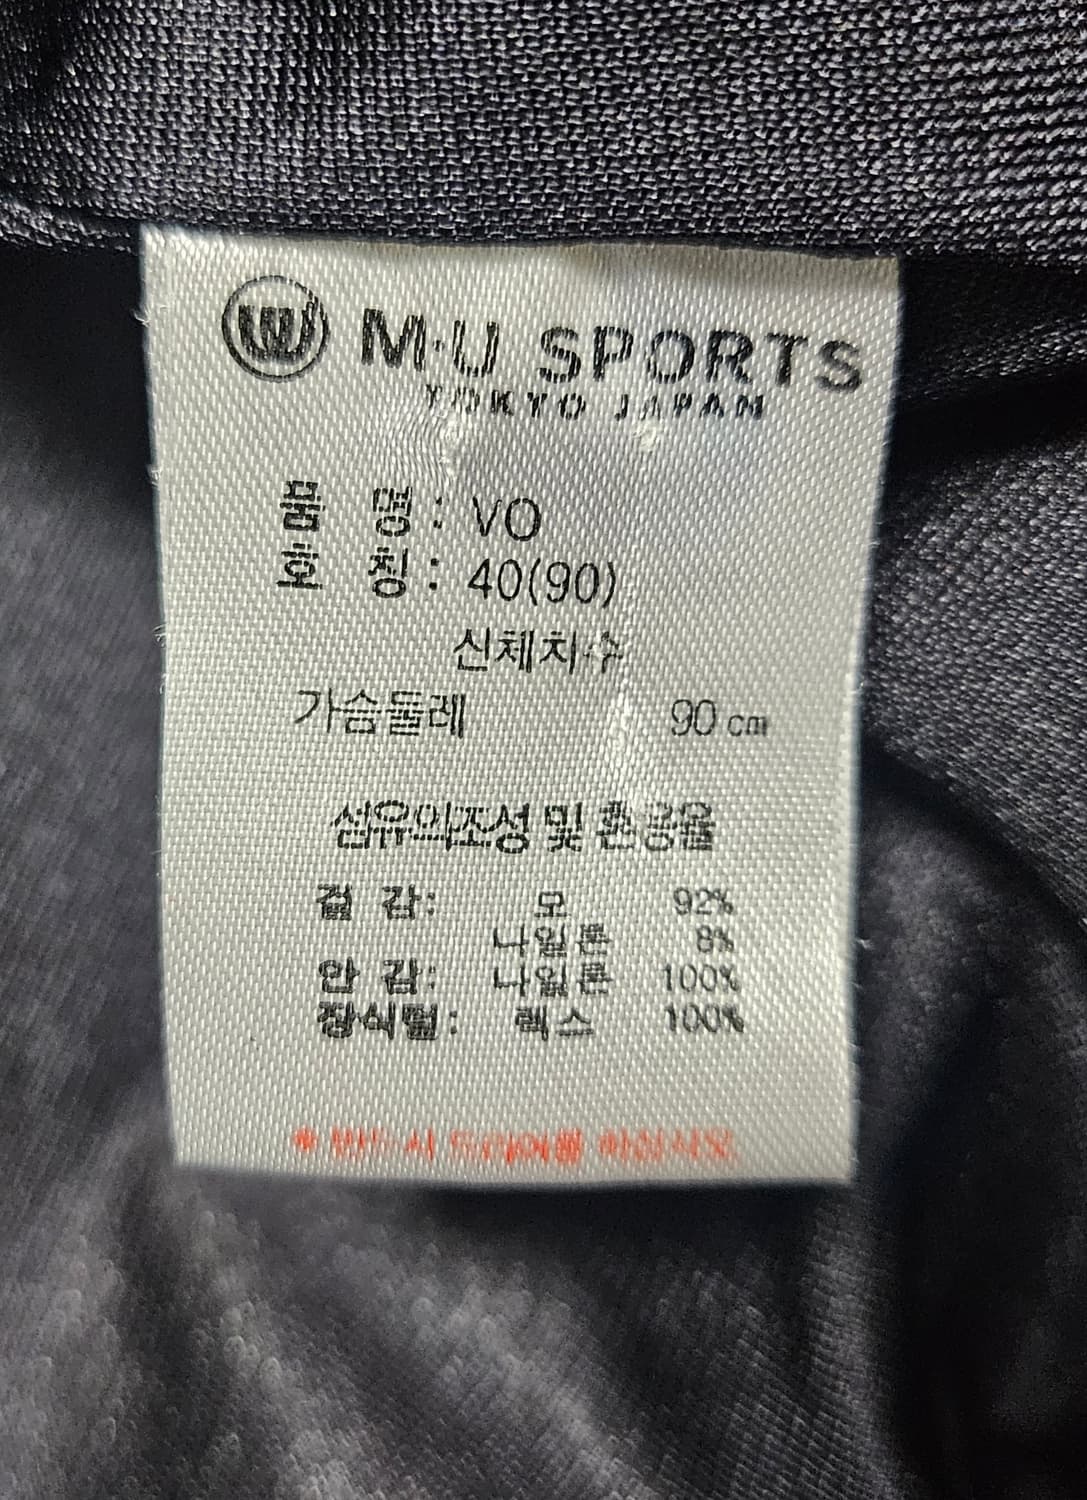 M·U SPORTS
TOKYO JAPAN
품 명: VO
호 칭: 40(90)
신체치수
가슴둘레 90 cm
섬유의조성 및 혼용율
겉 감: 모 92%
나일론 8%
안 감: 나일론 100%
장식털: 렉스 100%
* 반드시 드라이를 하십시오